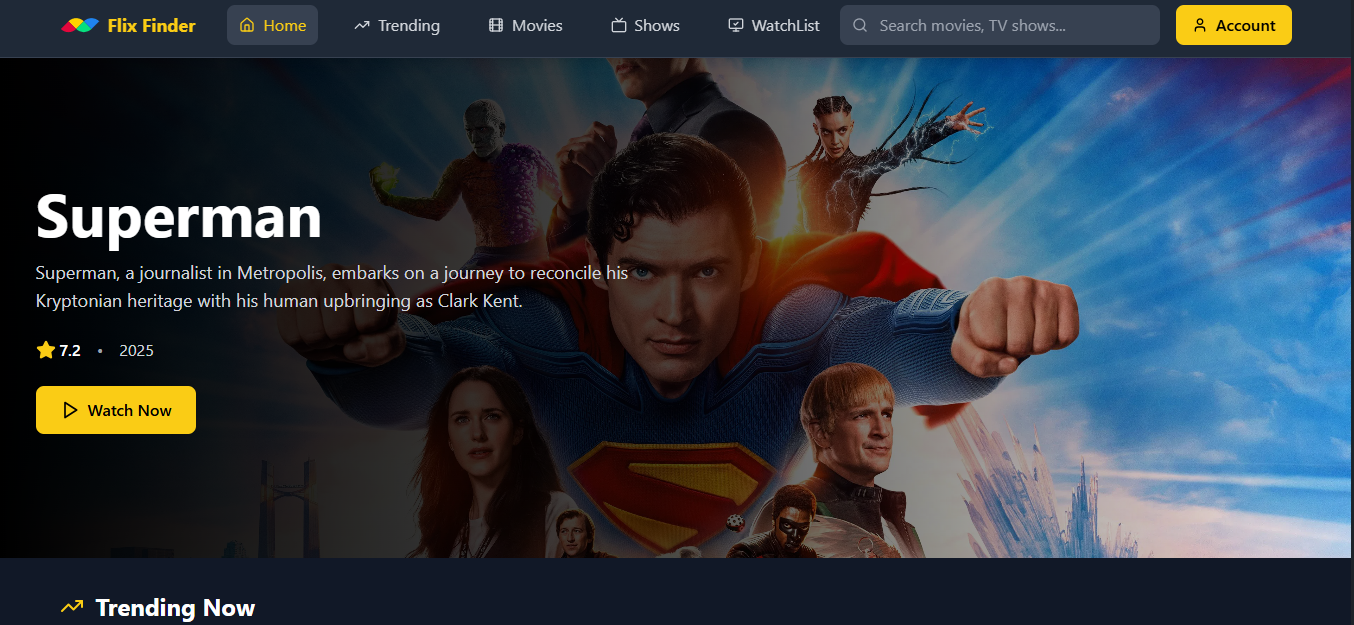 Flix Finder
Home
Trending
Movies
Shows
WatchList
Search movies, TV shows...
Account
Superman
Superman, a journalist in Metropolis, embarks on a journey to reconcile his
Kryptonian heritage with his human upbringing as Clark Kent.
7.2 • 2025
Watch Now
Trending Now